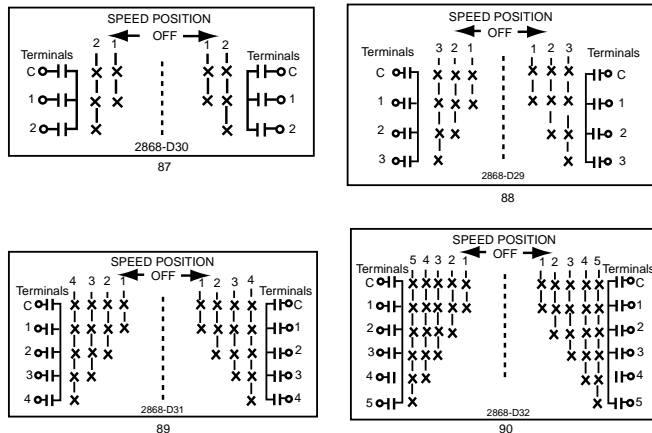 SPEED POSITION
2 1 OFF 1 2
Terminals Terminals
C C
1 1
2 2
2868-D30
87
SPEED POSITION
OFF
3 2 1 1 2 3
Terminals Terminals
C C
1 1
2 2
3 3
2868-D29
88
SPEED POSITION
OFF
4 3 2 1 1 2 3 4
Terminals Terminals
C C
1 1
2 2
3 3
4 4
2868-D31
89
SPEED POSITION
OFF
5 4 3 2 1 1 2 3 4 5
Terminals Terminals
C C
1 1
2 2
3 3
4 4
5 5
2868-D32
90